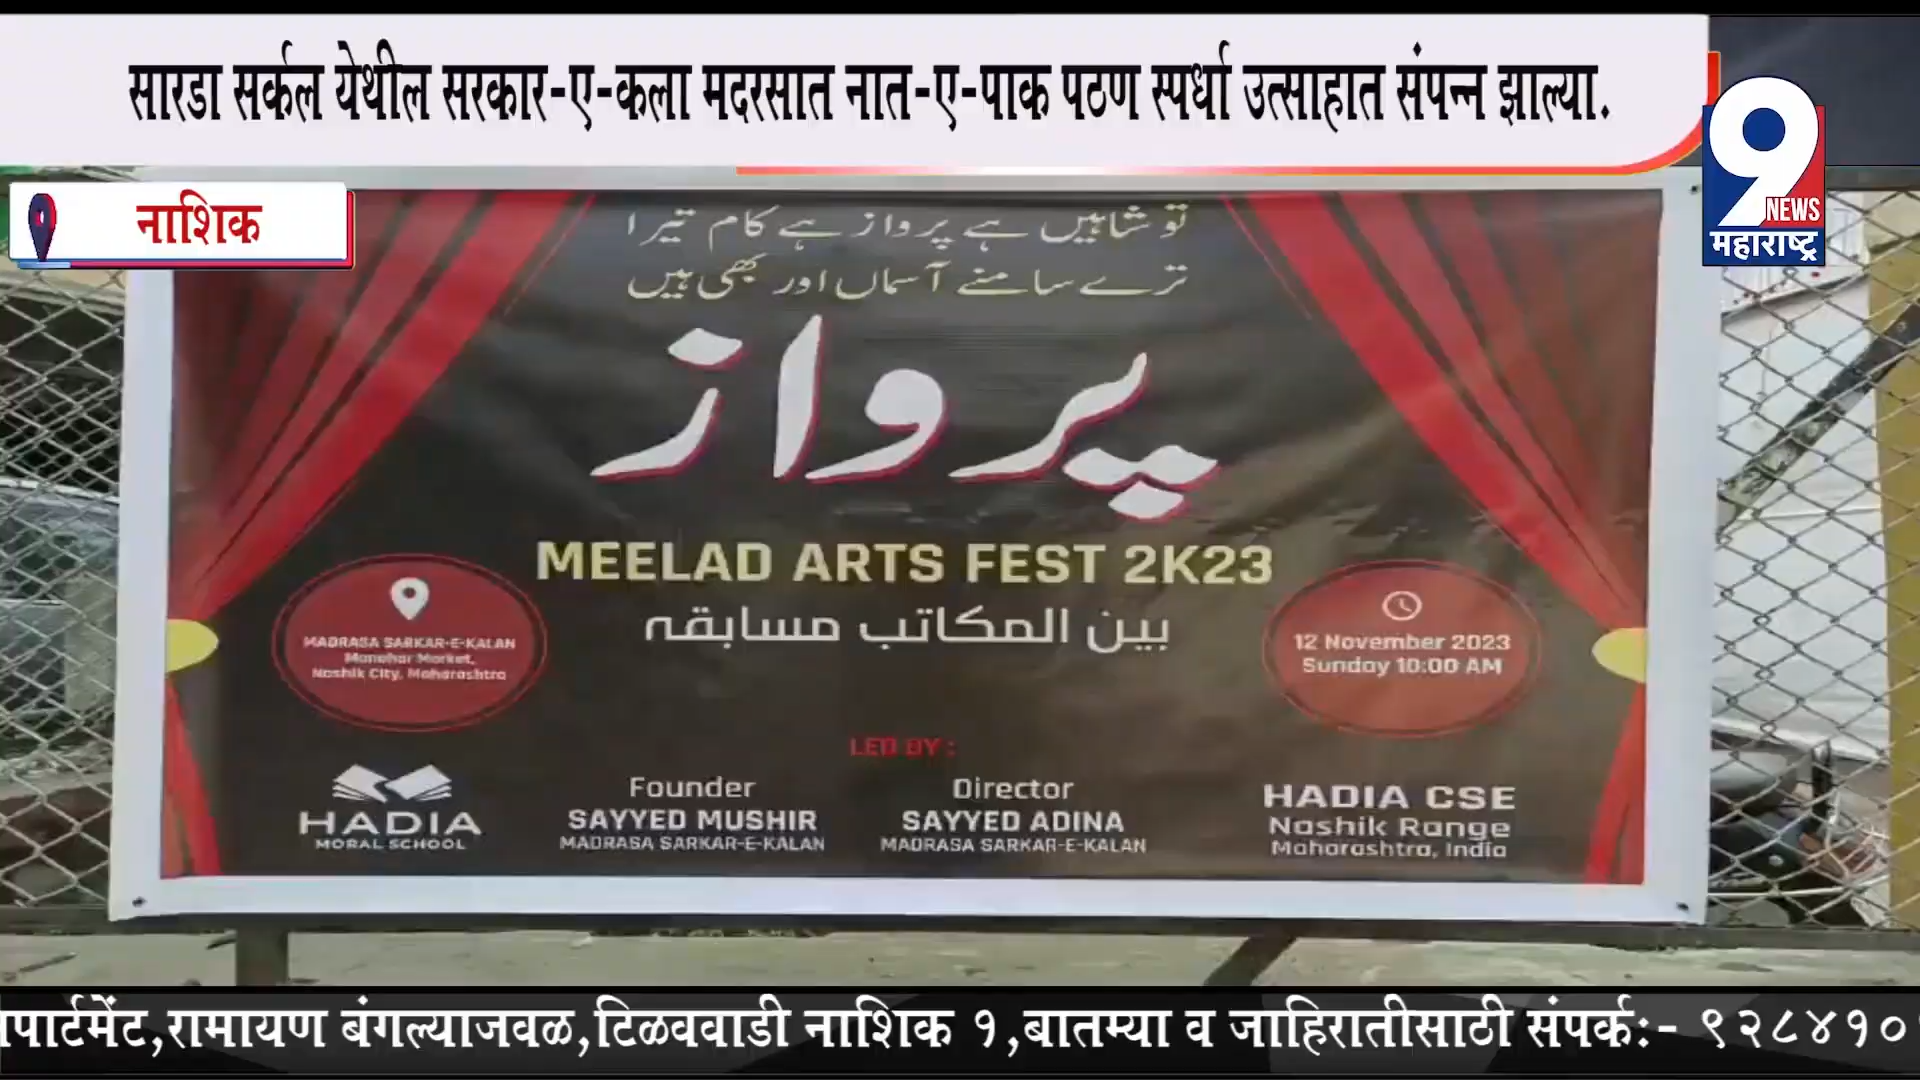 सारडा सर्कल येथील सरकार-ए-कला मदरसात नात-ए-पाक पठण स्पर्धा उत्साहात संपन्न झाल्या.
9
NEWS
महाराष्ट्र
नाशिक
تو شاہیں ہے پرواز ہے کام تیرا
ترے سامنے آسماں اور بھی ہیں
پرواز
MEELAD ARTS FEST 2K23
بین المکاتب مسابقہ
MADRASA SARKAR-E-KALAN
Manohar Market,
Nashik City, Maharashtra
12 November 2023
Sunday 10:00 AM
LED BY :
HADIA
MORAL SCHOOL
Founder
SAYYED MUSHIR
MADRASA SARKAR-E-KALAN
Director
SAYYED ADINA
MADRASA SARKAR-E-KALAN
HADIA CSE
Nashik Range
Maharashtra, India
पार्टमेंट,रामायण बंगल्याजवळ,टिळकवाडी नाशिक १,बातम्या व जाहिरातीसाठी संपर्क:- ९२८४१०